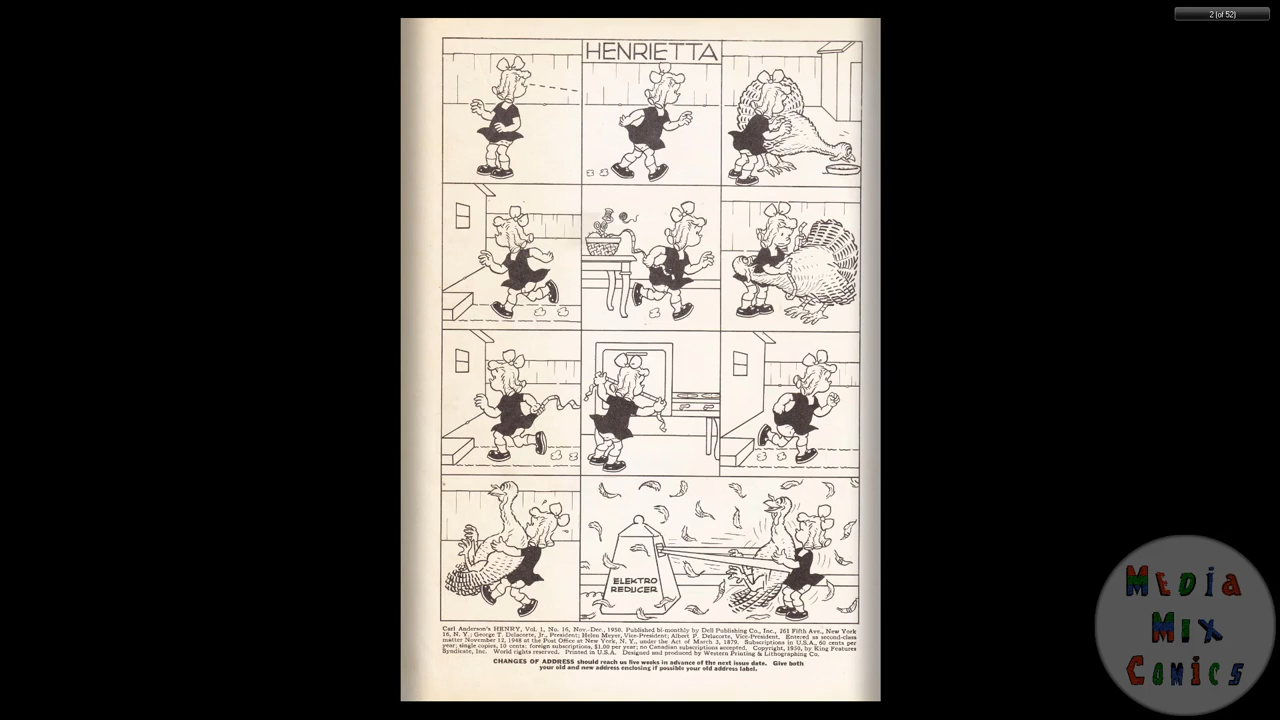 2 (of 52)
HENRIETTA
ELEKTRO
REDUCER
Carl Anderson's HENRY, Vol. 1, No. 16, Nov.-Dec., 1950. Published bi-monthly by Dell Publishing Co., Inc., 261 Fifth Ave., New York
16, N. Y.; George T. Delacorte, Jr., President; Helen Meyer, Vice-President; Albert P. Delacorte, Vice-President. Entered as second-class
matter November 12, 1948 at the Post Office at New York, N. Y., under the Act of March 3, 1879. Subscriptions in U.S.A., 60 cents per
year; single copies, 10 cents; foreign subscriptions, $1.00 per year; no Canadian subscriptions accepted. Copyright, 1950, by King Features
Syndicate, Inc. World rights reserved. Printed in U.S.A. Designed and produced by Western Printing & Lithographing Co.
CHANGES OF ADDRESS should reach us five weeks in advance of the next issue date. Give both
your old and new address enclosing if possible your old address label.
MEDIA
MIX
COMICS